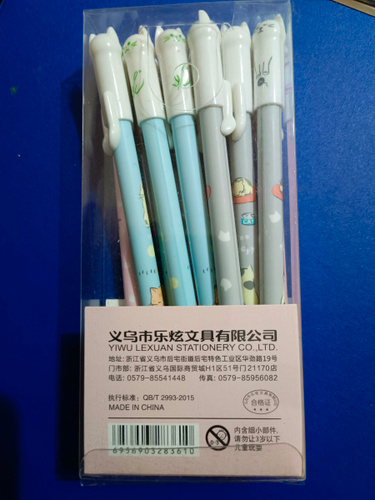 义乌市乐炫文具有限公司
YIWU LEXUAN STATIONERY CO.,LTD.
地址: 浙江省义乌市后宅街道后宅特色工业区华劲路19号
门市部: 浙江省义乌国际商贸城H1区51号门21170店
电话: 0579-85541448 传真: 0579-85956082
执行标准: QB/T 2993-2015
MADE IN CHINA
合格证
6936903283610
0-3
内含细小部件,
请勿让3岁以下
儿童玩耍